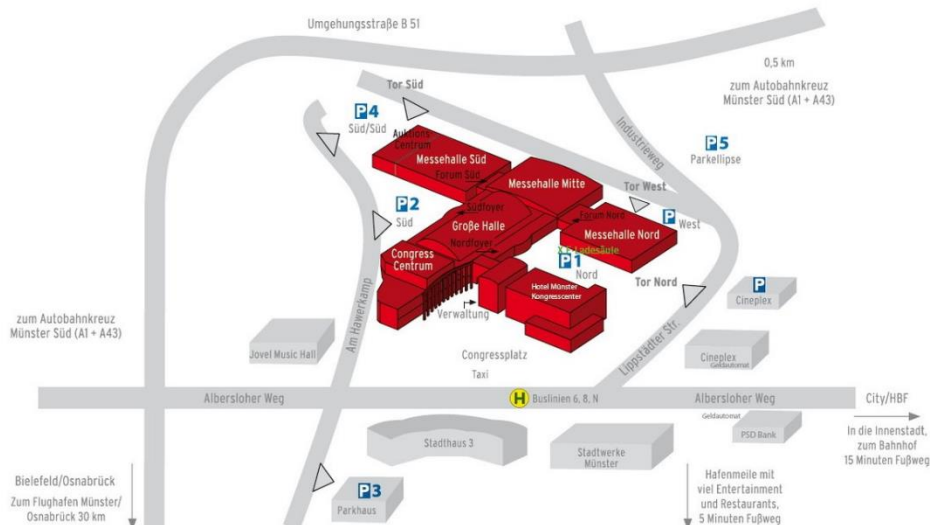 Umgehungsstraße B 51
0,5 km
zum Autobahnkreuz
Münster Süd (A1 + A43)
Tor Süd
P4
Süd/Süd
Industrieweg
P5
Parkellipse
Auktions-
Centrum
Messehalle Süd
Forum Süd
Messehalle Mitte
Tor West
P2
Süd
Südfoyer
Große Halle
Forum Nord
P
West
Messehalle Nord
Nordfoyer
Congress
Centrum
P1
Nord
Tor Nord
Hotel Münster
Kongresscenter
P
Cineplex
Verwaltung
zum Autobahnkreuz
Münster Süd (A1 + A43)
Am Hawerkamp
Jovel Music Hall
Lippstädter Str.
Congressplatz
Taxi
Cineplex
Geldautomat
Albersloher Weg
H
Buslinien 6, 8, N
Albersloher Weg
City/HBF
Geldautomat
PSD Bank
In die Innenstadt,
zum Bahnhof
15 Minuten Fußweg
Stadthaus 3
Stadtwerke
Münster
Bielefeld/Osnabrück
Zum Flughafen Münster/
Osnabrück 30 km
P3
Parkhaus
Hafenmeile mit
viel Entertainment
und Restaurants,
5 Minuten Fußweg